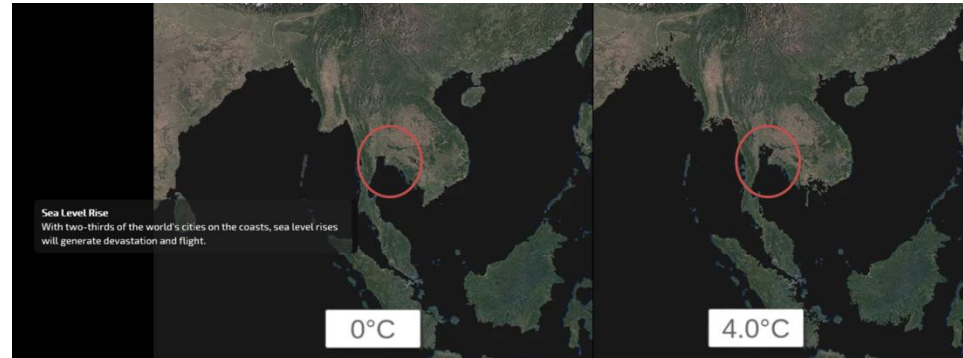 Sea Level Rise
With two-thirds of the world's cities on the coasts, sea level rises
will generate devastation and flight.
0°C
4.0°C